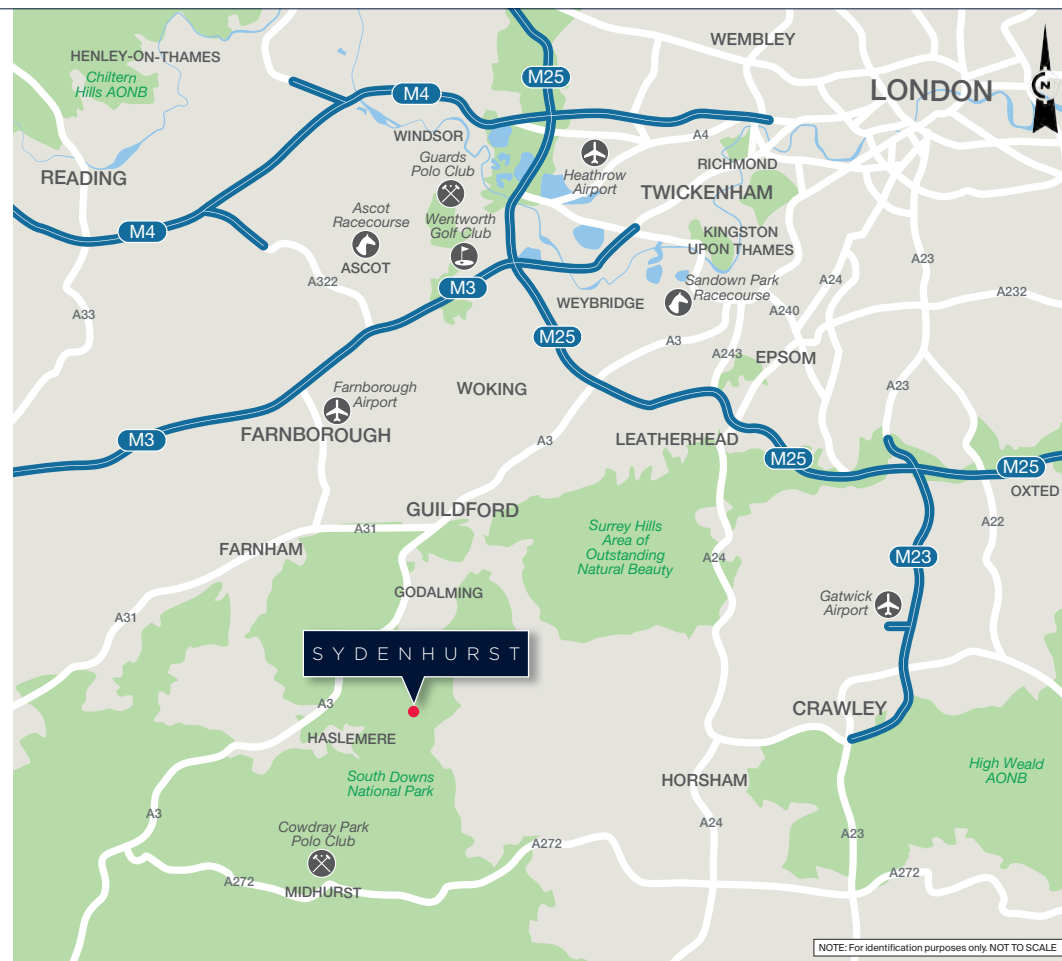 WEMBLEY
HENLEY-ON-THAMES
Chiltern
Hills AONB
M25
M4
LONDON
N
WINDSOR
A4
Guards
Polo Club
Heathrow
Airport
RICHMOND
READING
TWICKENHAM
Ascot
Racecourse
Wentworth
Golf Club
M4
KINGSTON
UPON THAMES
ASCOT
A322
M3
A23
A24
Sandown Park
Racecourse
WEYBRIDGE
A232
A33
A240
M25
A3
A243
EPSOM
Farnborough
Airport
WOKING
A23
M3
FARNBOROUGH
A3
LEATHERHEAD
M25
M25
OXTED
GUILDFORD
A31
Surrey Hills
Area of
Outstanding
Natural Beauty
A22
FARNHAM
A24
M23
GODALMING
Gatwick
Airport
A31
SYDENHURST
A3
CRAWLEY
HASLEMERE
South Downs
National Park
HORSHAM
High Weald
AONB
A3
Cowdray Park
Polo Club
A24
A23
A272
A272
A272
MIDHURST
NOTE: For identification purposes only. NOT TO SCALE